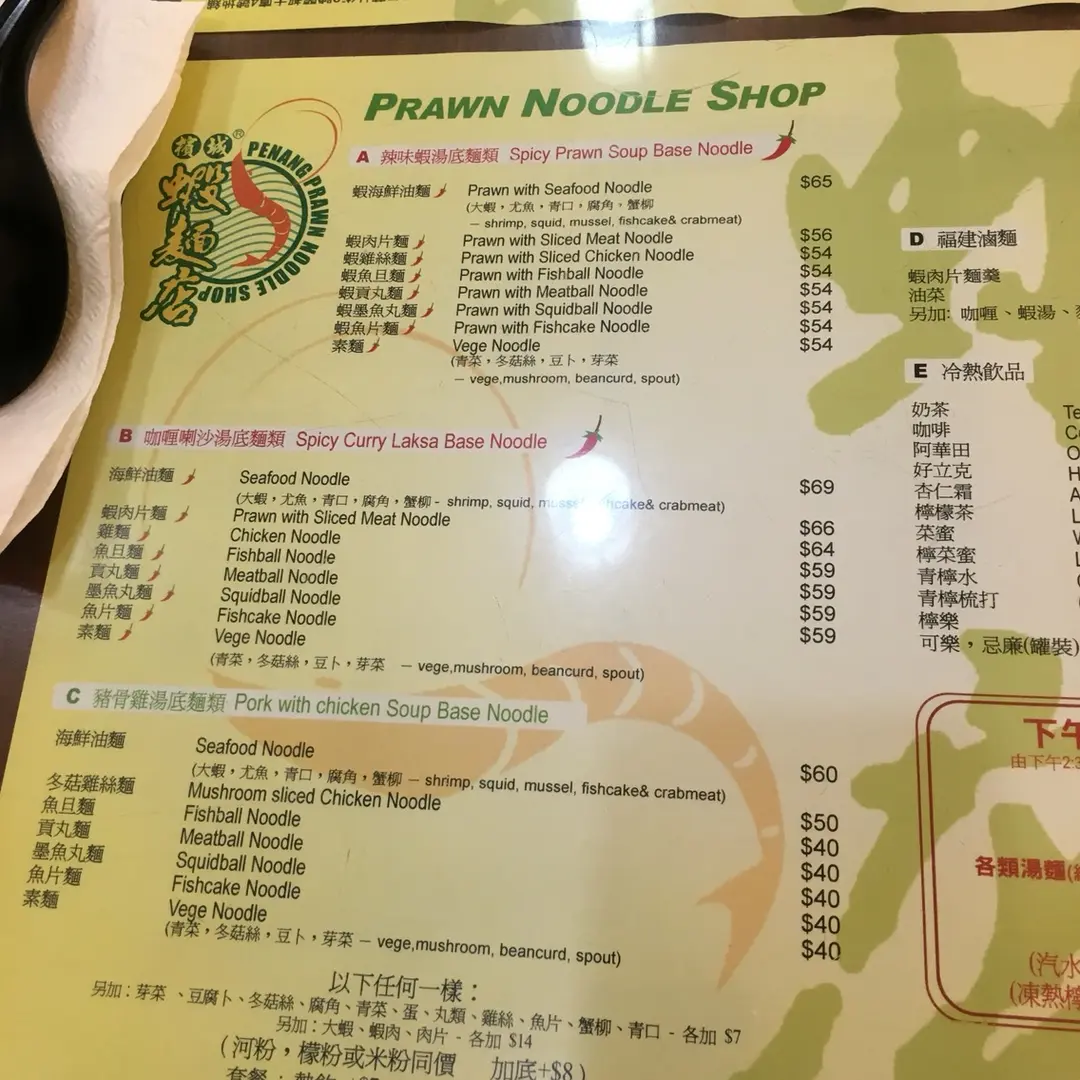 PRAWN NOODLE SHOP
檳城® PENANG PRAWN NOODLE SHOP
蝦麵店
A 辣味蝦湯底麵類 Spicy Prawn Soup Base Noodle
蝦海鮮油麵 Prawn with Seafood Noodle $65
(大蝦，尤魚，青口，腐角，蟹柳
– shrimp, squid, mussel, fishcake& crabmeat)
蝦肉片麵 Prawn with Sliced Meat Noodle $56
蝦雞絲麵 Prawn with Sliced Chicken Noodle $54
蝦魚旦麵 Prawn with Fishball Noodle $54
蝦貢丸麵 Prawn with Meatball Noodle $54
蝦墨魚丸麵 Prawn with Squidball Noodle $54
蝦魚片麵 Prawn with Fishcake Noodle $54
素麵 Vege Noodle $54
(青菜，冬菇絲，豆卜，芽菜
– vege,mushroom, beancurd, spout)
B 咖喱喇沙湯底麵類 Spicy Curry Laksa Base Noodle
海鮮油麵 Seafood Noodle $69
(大蝦，尤魚，青口，腐角，蟹柳 - shrimp, squid, mussel, fishcake& crabmeat)
蝦肉片麵 Prawn with Sliced Meat Noodle $66
雞麵 Chicken Noodle $64
魚旦麵 Fishball Noodle $59
貢丸麵 Meatball Noodle $59
墨魚丸麵 Squidball Noodle $59
魚片麵 Fishcake Noodle $59
素麵 Vege Noodle
(青菜，冬菇絲，豆卜，芽菜 – vege,mushroom, beancurd, spout)
C 豬骨雞湯底麵類 Pork with chicken Soup Base Noodle
海鮮油麵 Seafood Noodle $60
(大蝦，尤魚，青口，腐角，蟹柳 – shrimp, squid, mussel, fishcake& crabmeat)
冬菇雞絲麵 Mushroom sliced Chicken Noodle $50
魚旦麵 Fishball Noodle $40
貢丸麵 Meatball Noodle $40
墨魚丸麵 Squidball Noodle $40
魚片麵 Fishcake Noodle $40
素麵 Vege Noodle $40
(青菜，冬菇絲，豆卜，芽菜 – vege,mushroom, beancurd, spout)
以下任何一樣：
另加：芽菜、豆腐卜、冬菇絲、腐角、青菜、蛋、丸類、雞絲、魚片、蟹柳、青口 - 各加 $7
另加：大蝦、蝦肉、肉片 - 各加 $14
(河粉，檬粉或米粉同價 加底+$8)
D 福建滷麵
蝦肉片麵羹
油菜
另加: 咖喱、蝦湯、
E 冷熱飲品
奶茶
咖啡
阿華田
好立克
杏仁霜
檸檬茶
菜蜜
檸菜蜜
青檸水
青檸梳打
檸樂
可樂，忌廉(罐裝)
下午
由下午2:3
各類湯麵
(汽水
(凍熱檸